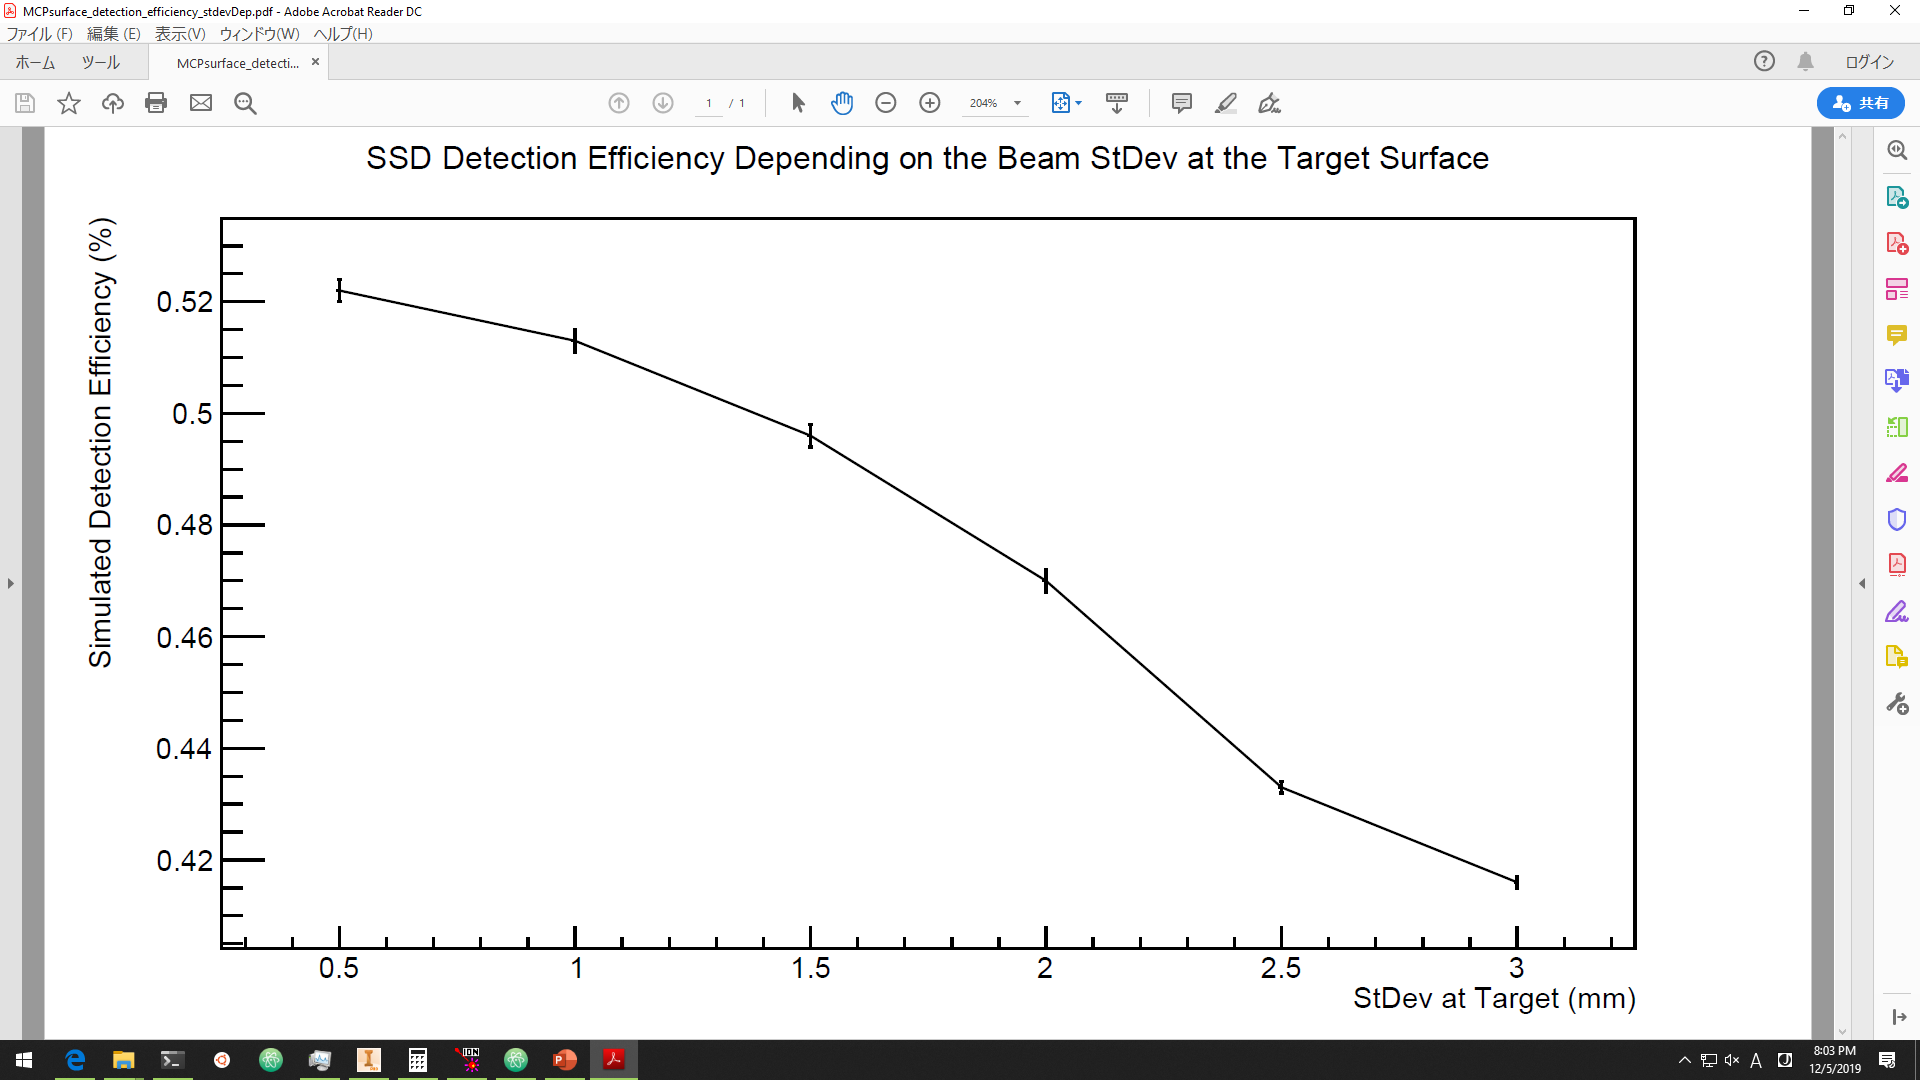 MCPsurface_detection_efficiency_stdevDep.pdf - Adobe Acrobat Reader DC
ファイル (F) 編集 (E) 表示(V) ウィンドウ(W) ヘルプ(H)
ホーム ツール MCPsurface_detecti... × ログイン
1 / 1 204% 共有
SSD Detection Efficiency Depending on the Beam StDev at the Target Surface
Simulated Detection Efficiency (%)
0.52
0.5
0.48
0.46
0.44
0.42
0.5 1 1.5 2 2.5 3
StDev at Target (mm)
ION
A
8:03 PM
12/5/2019